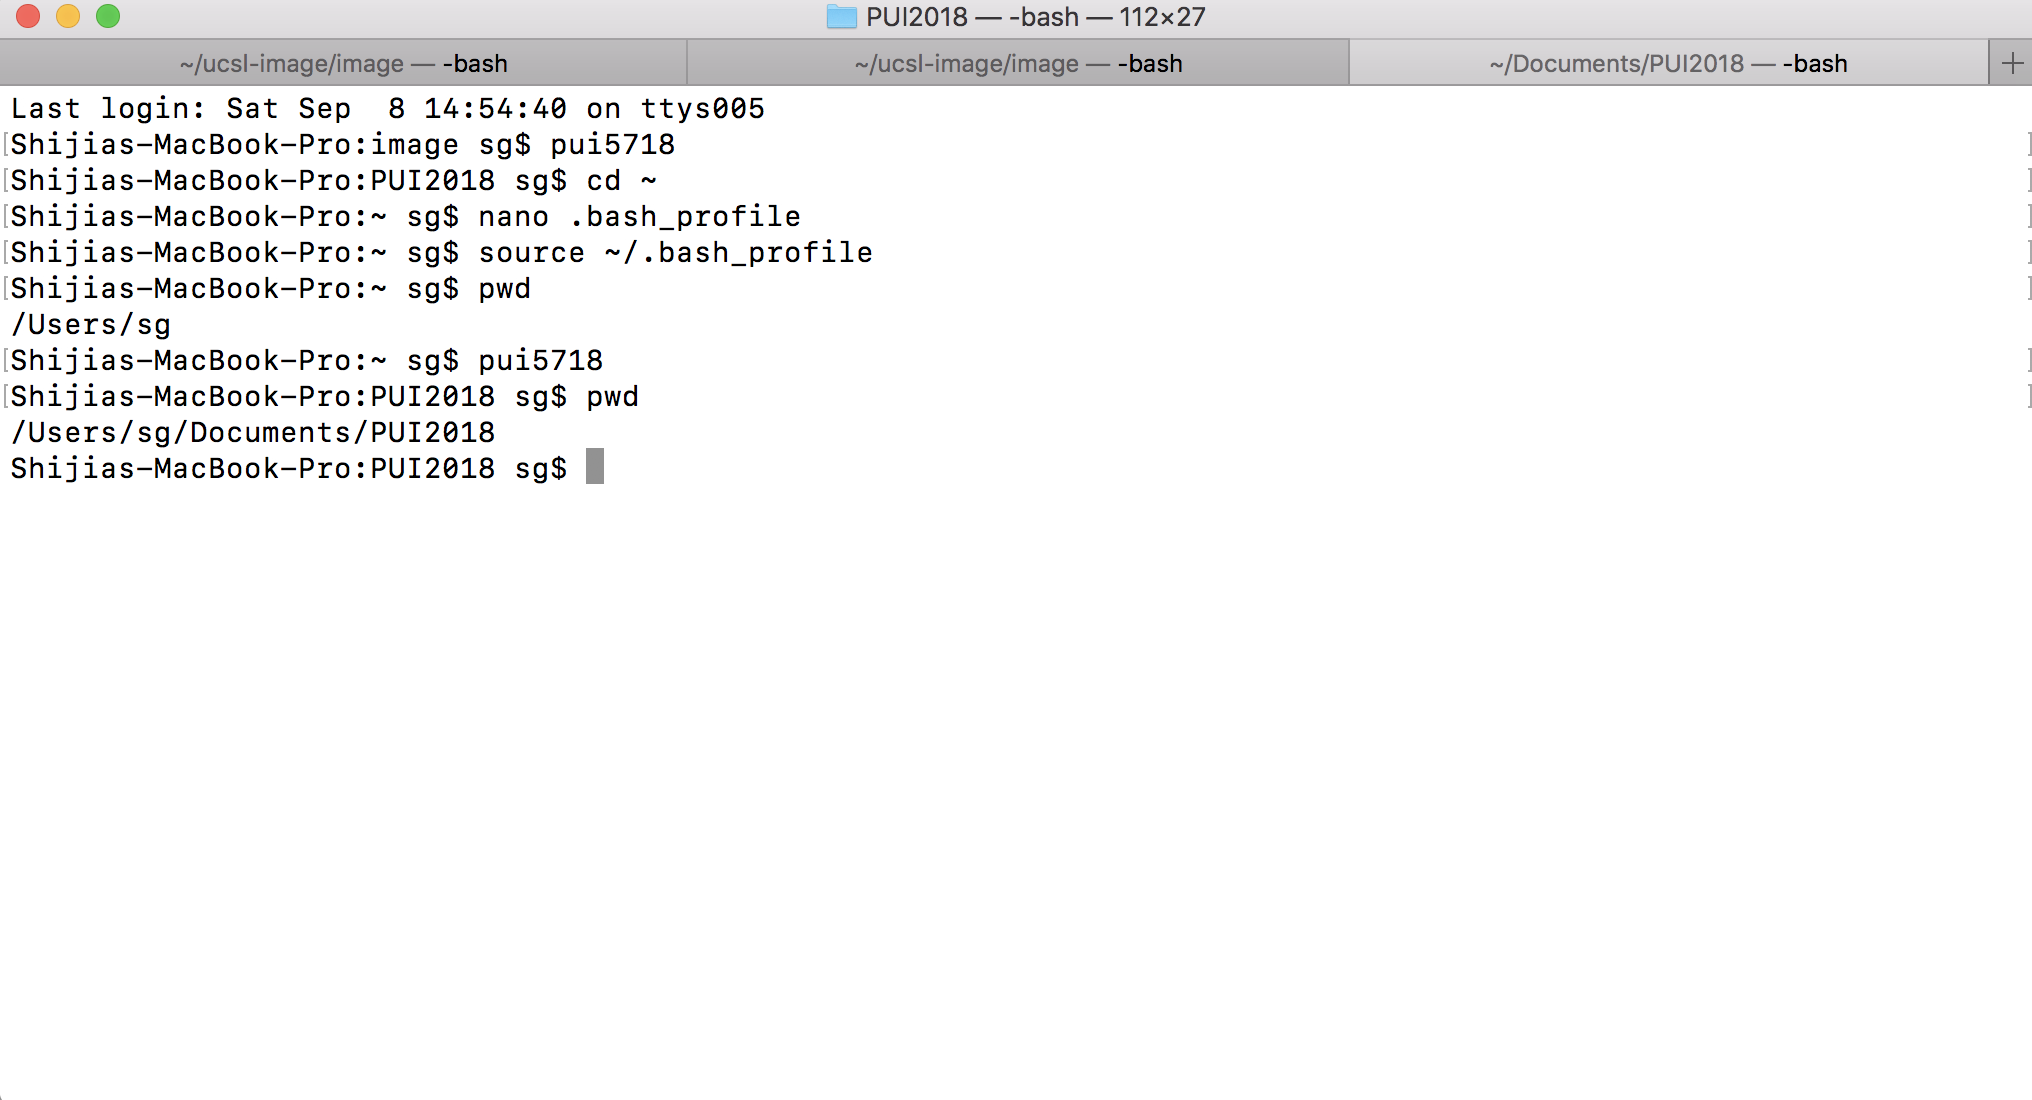 PUI2018 — -bash — 112×27
~/ucsl-image/image — -bash ~/ucsl-image/image — -bash ~/Documents/PUI2018 — -bash +
Last login: Sat Sep  8 14:54:40 on ttys005
[Shijias-MacBook-Pro:image sg$ pui5718 ]
[Shijias-MacBook-Pro:PUI2018 sg$ cd ~ ]
[Shijias-MacBook-Pro:~ sg$ nano .bash_profile ]
[Shijias-MacBook-Pro:~ sg$ source ~/.bash_profile ]
[Shijias-MacBook-Pro:~ sg$ pwd ]
/Users/sg
[Shijias-MacBook-Pro:~ sg$ pui5718 ]
[Shijias-MacBook-Pro:PUI2018 sg$ pwd ]
/Users/sg/Documents/PUI2018
Shijias-MacBook-Pro:PUI2018 sg$